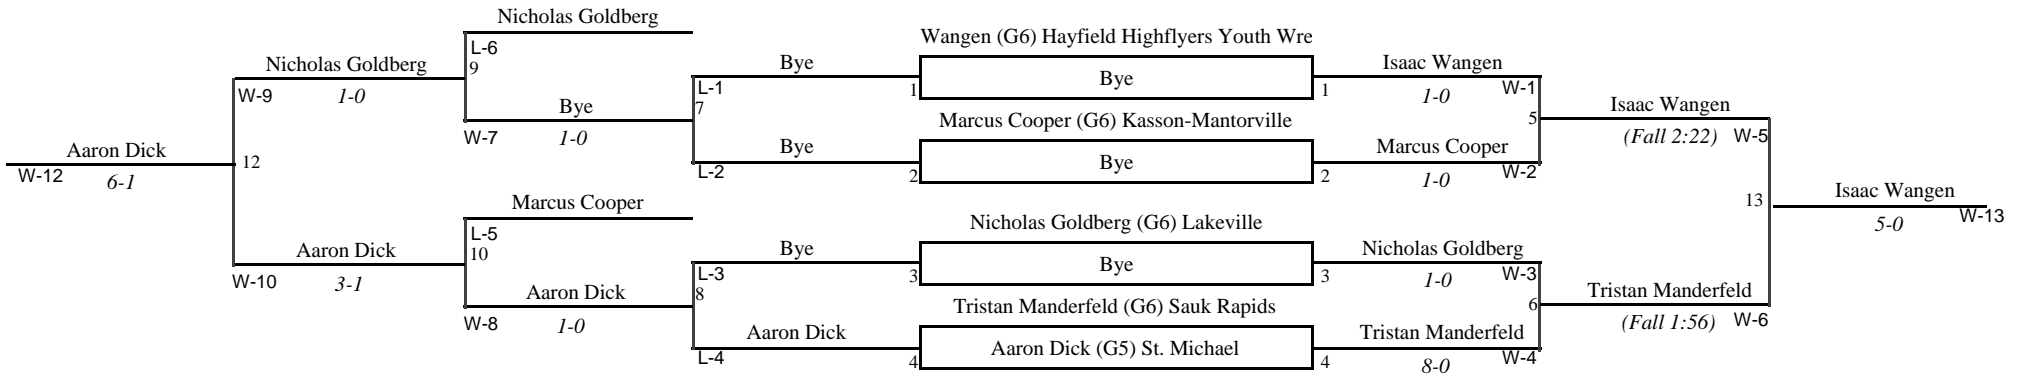 Nicholas Goldberg
L-6
9
Nicholas Goldberg
W-9
1-0
Bye
W-7
1-0
Aaron Dick
W-12
6-1
12
Marcus Cooper
L-5
10
Aaron Dick
W-10
3-1
Aaron Dick
W-8
1-0
Bye
L-1
1
7
Bye
L-2
2
Bye
L-3
3
8
Aaron Dick
L-4
4
Wangen (G6) Hayfield Highflyers Youth Wre
Bye
Marcus Cooper (G6) Kasson-Mantorville
Bye
Nicholas Goldberg (G6) Lakeville
Bye
Tristan Manderfeld (G6) Sauk Rapids
Aaron Dick (G5) St. Michael
Isaac Wangen
1
1-0
W-1
5
Marcus Cooper
2
1-0
W-2
Nicholas Goldberg
3
1-0
W-3
6
Tristan Manderfeld
4
8-0
W-4
Isaac Wangen
(Fall 2:22)
W-5
13
Tristan Manderfeld
(Fall 1:56)
W-6
Isaac Wangen
5-0
W-13